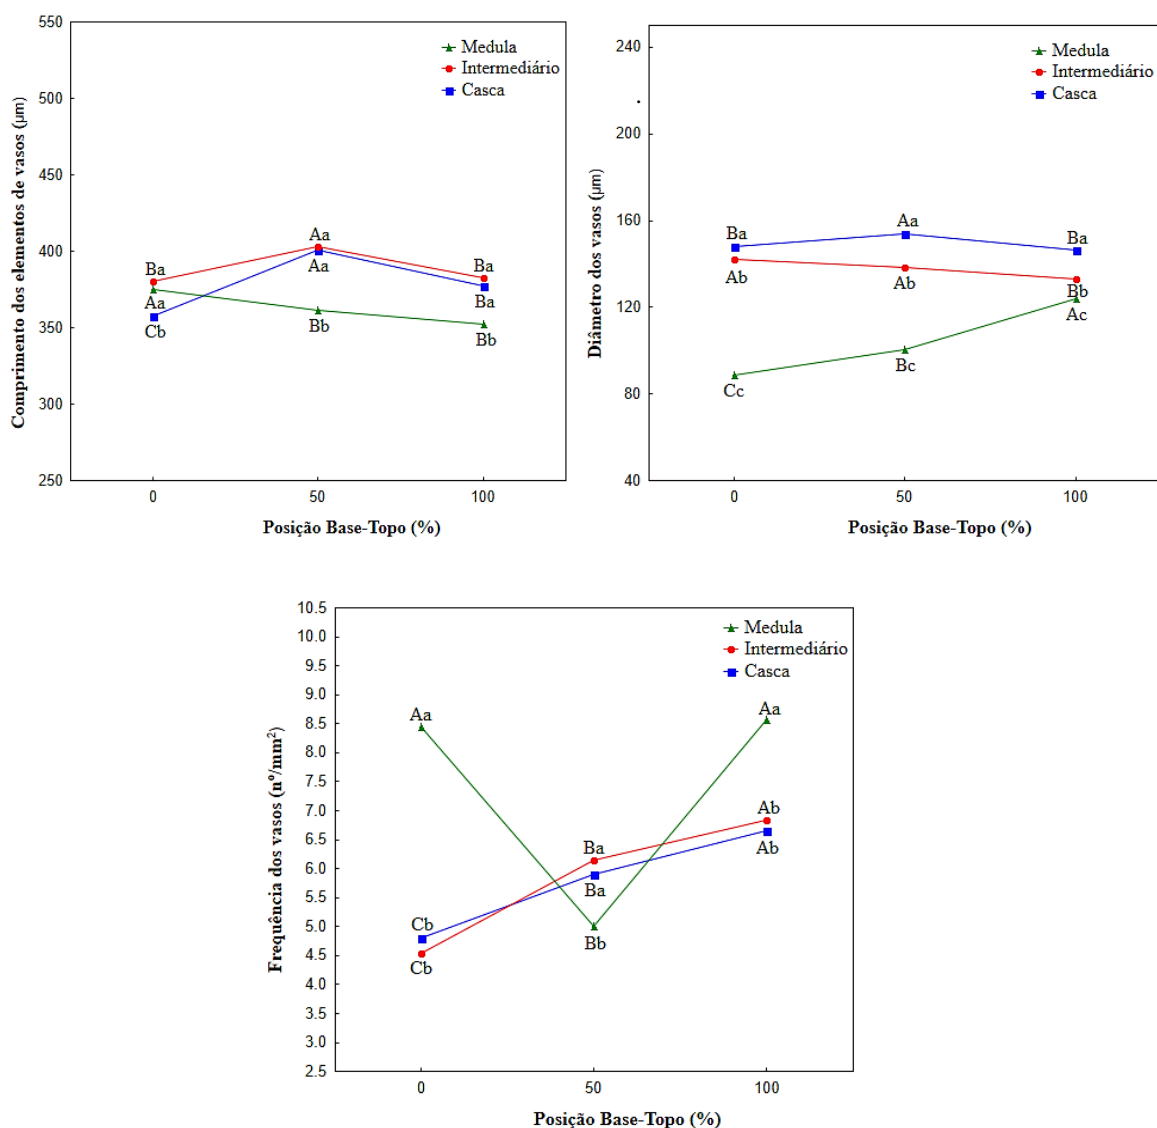 Comprimento dos elementos de vasos (µm)
550
500
450
400
350
300
250
Medula
Intermediário
Casca
Ba
Aa
Cb
Aa
Aa
Bb
Ba
Ba
Bb
0
50
100
Posição Base-Topo (%)
Diâmetro dos vasos (µm)
240
200
160
120
80
40
Medula
Intermediário
Casca
Ba
Ab
Cc
Aa
Ab
Bc
Ba
Bb
Ac
0
50
100
Posição Base-Topo (%)
Frequência dos vasos (nº/mm²)
10.5
10.0
9.5
9.0
8.5
8.0
7.5
7.0
6.5
6.0
5.5
5.0
4.5
4.0
3.5
3.0
2.5
Medula
Intermediário
Casca
Aa
Cb
Cb
Ba
Ba
Bb
Aa
Ab
Ab
0
50
100
Posição Base-Topo (%)